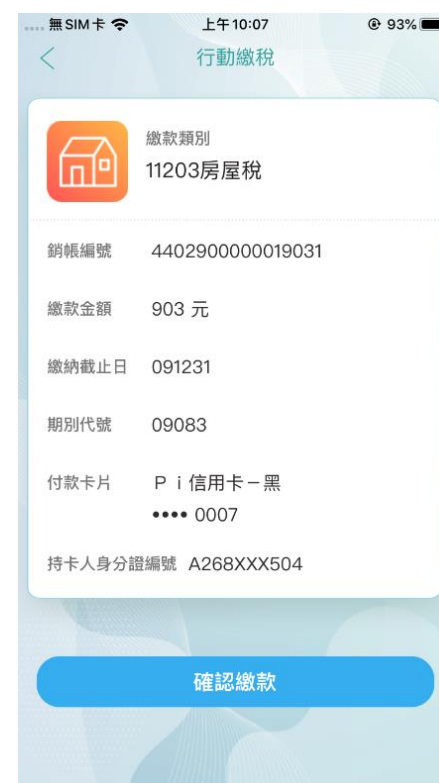 無SIM卡 上午10:07 93%
行動繳稅
繳款類別
11203房屋稅
銷帳編號 4402900000019031
繳款金額 903 元
繳納截止日 091231
期別代號 09083
付款卡片 Ｐｉ信用卡－黑
•••• 0007
持卡人身分證編號 A268XXX504
確認繳款